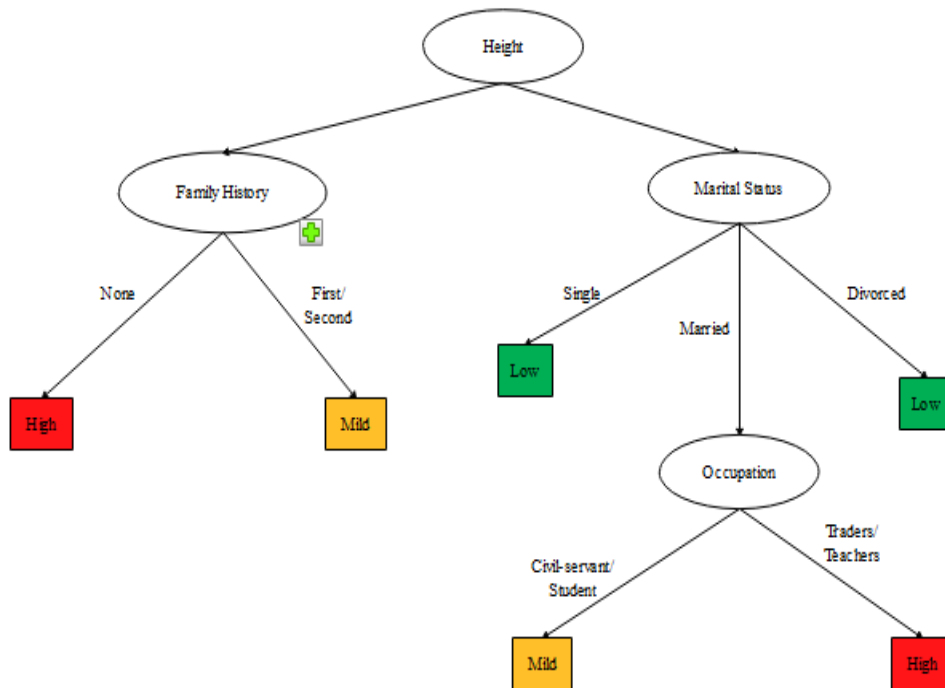 Height
Family History
Marital Status
None
First/
Second
Single
Married
Divorced
High
Mild
Low
Low
Occupation
Civil-servant/
Student
Traders/
Teachers
Mild
High